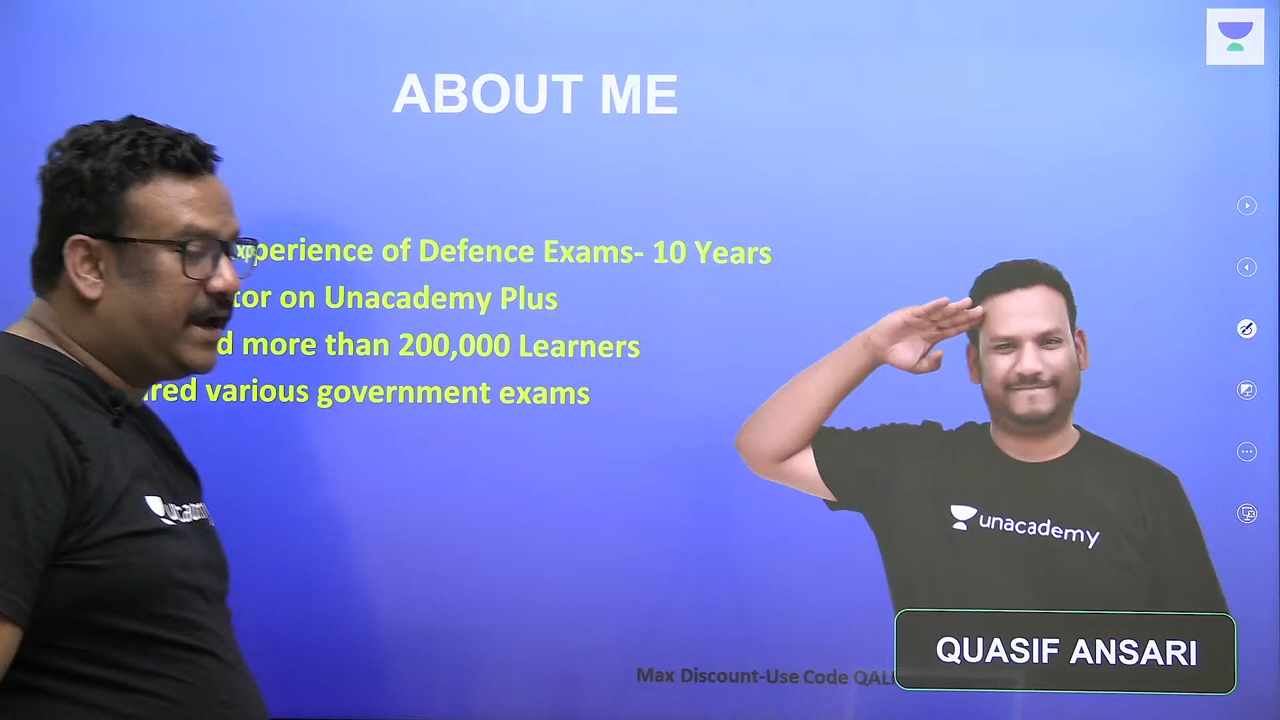 ABOUT ME
xperience of Defence Exams- 10 Years
tor on Unacademy Plus
d more than 200,000 Learners
red various government exams
unacademy
QUASIF ANSARI
Max Discount-Use Code QALI